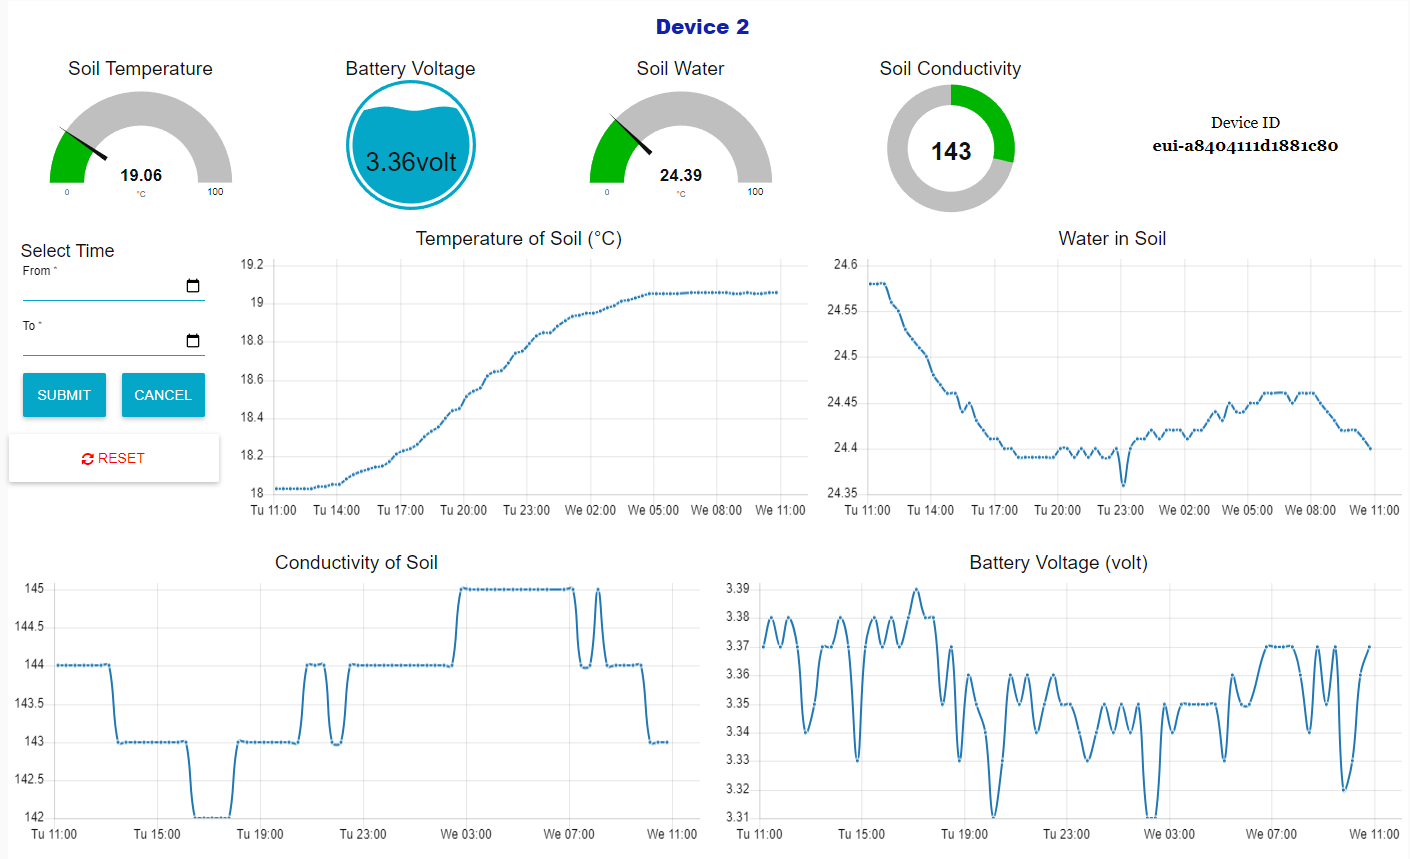 Device 2
Soil Temperature
19.06
0
°C
100
Battery Voltage
3.36volt
Soil Water
24.39
0
°C
100
Soil Conductivity
143
Device ID
eui-a8404111d1881c80
Select Time
From *
To *
SUBMIT CANCEL
RESET
Temperature of Soil (°C)
19.2
19
18.8
18.6
18.4
18.2
18
Tu 11:00 Tu 14:00 Tu 17:00 Tu 20:00 Tu 23:00 We 02:00 We 05:00 We 08:00 We 11:00
Water in Soil
24.6
24.55
24.5
24.45
24.4
24.35
Tu 11:00 Tu 14:00 Tu 17:00 Tu 20:00 Tu 23:00 We 02:00 We 05:00 We 08:00 We 11:00
Conductivity of Soil
145
144.5
144
143.5
143
142.5
142
Tu 11:00 Tu 15:00 Tu 19:00 Tu 23:00 We 03:00 We 07:00 We 11:00
Battery Voltage (volt)
3.39
3.38
3.37
3.36
3.35
3.34
3.33
3.32
3.31
Tu 11:00 Tu 15:00 Tu 19:00 Tu 23:00 We 03:00 We 07:00 We 11:00